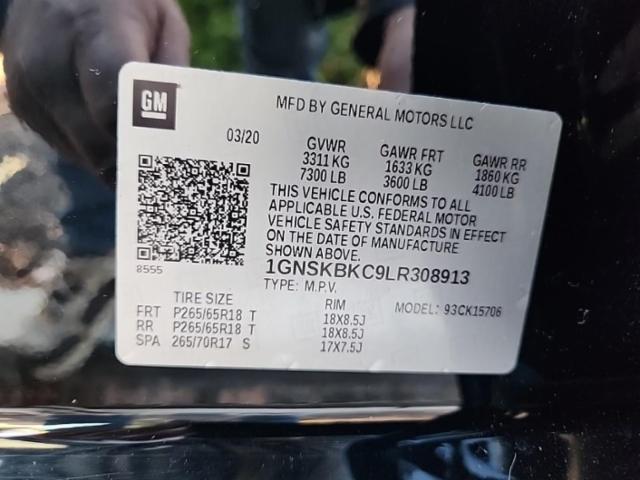 GM
MFD BY GENERAL MOTORS LLC
03/20 GVWR GAWR FRT GAWR RR
3311 KG 1633 KG 1860 KG
7300 LB 3600 LB 4100 LB
THIS VEHICLE CONFORMS TO ALL
APPLICABLE U.S. FEDERAL MOTOR
VEHICLE SAFETY STANDARDS IN EFFECT
ON THE DATE OF MANUFACTURE
SHOWN ABOVE.
8555
1GNSKBKC9LR308913
TYPE: M.P.V.
TIRE SIZE RIM MODEL: 93CK15706
FRT P265/65R18 T 18X8.5J
RR P265/65R18 T 18X8.5J
SPA 265/70R17 S 17X7.5J